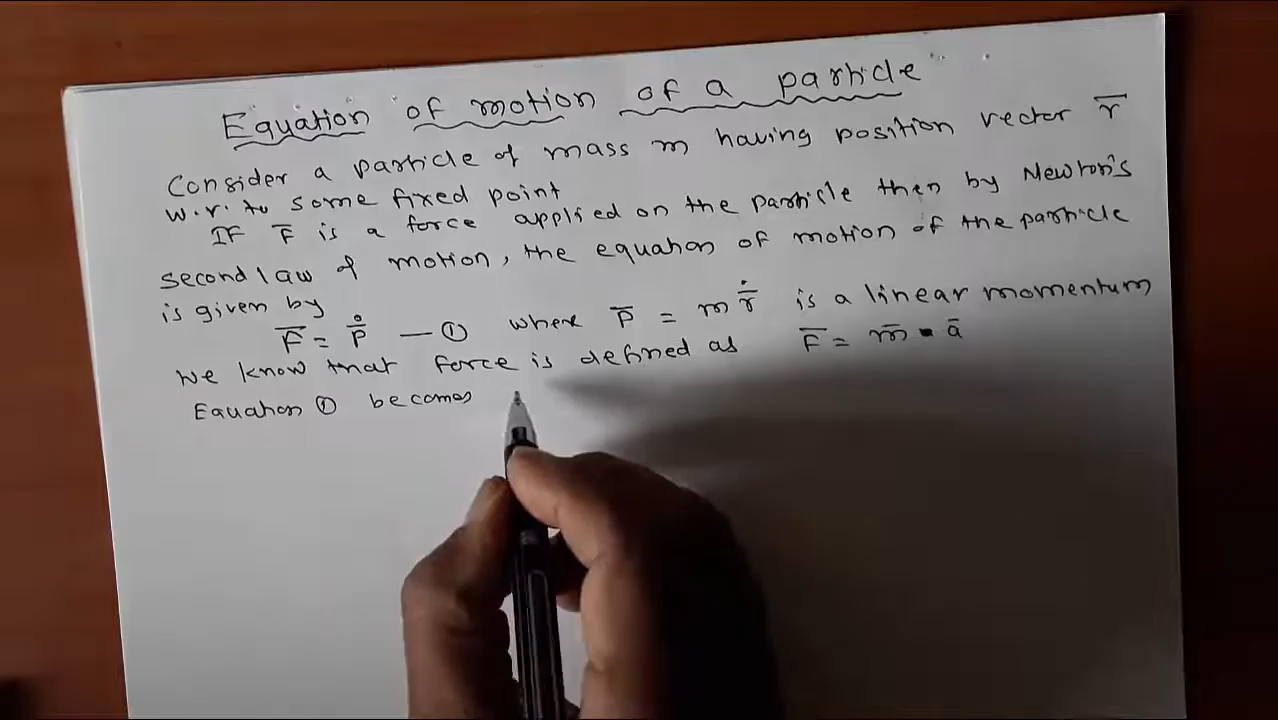 Equation of motion of a particle
Consider a particle of mass m having position vector r̅
w.r. to some fixed point
If F̅ is a force applied on the particle then by Newton's
second law of motion, the equation of motion of the particle
is given by
F̅ = ṗ̅ — ① where P̅ = m ṙ̅ is a linear momentum
We know that force is defined as F̅ = m̅ · a̅
Equation ① becomes